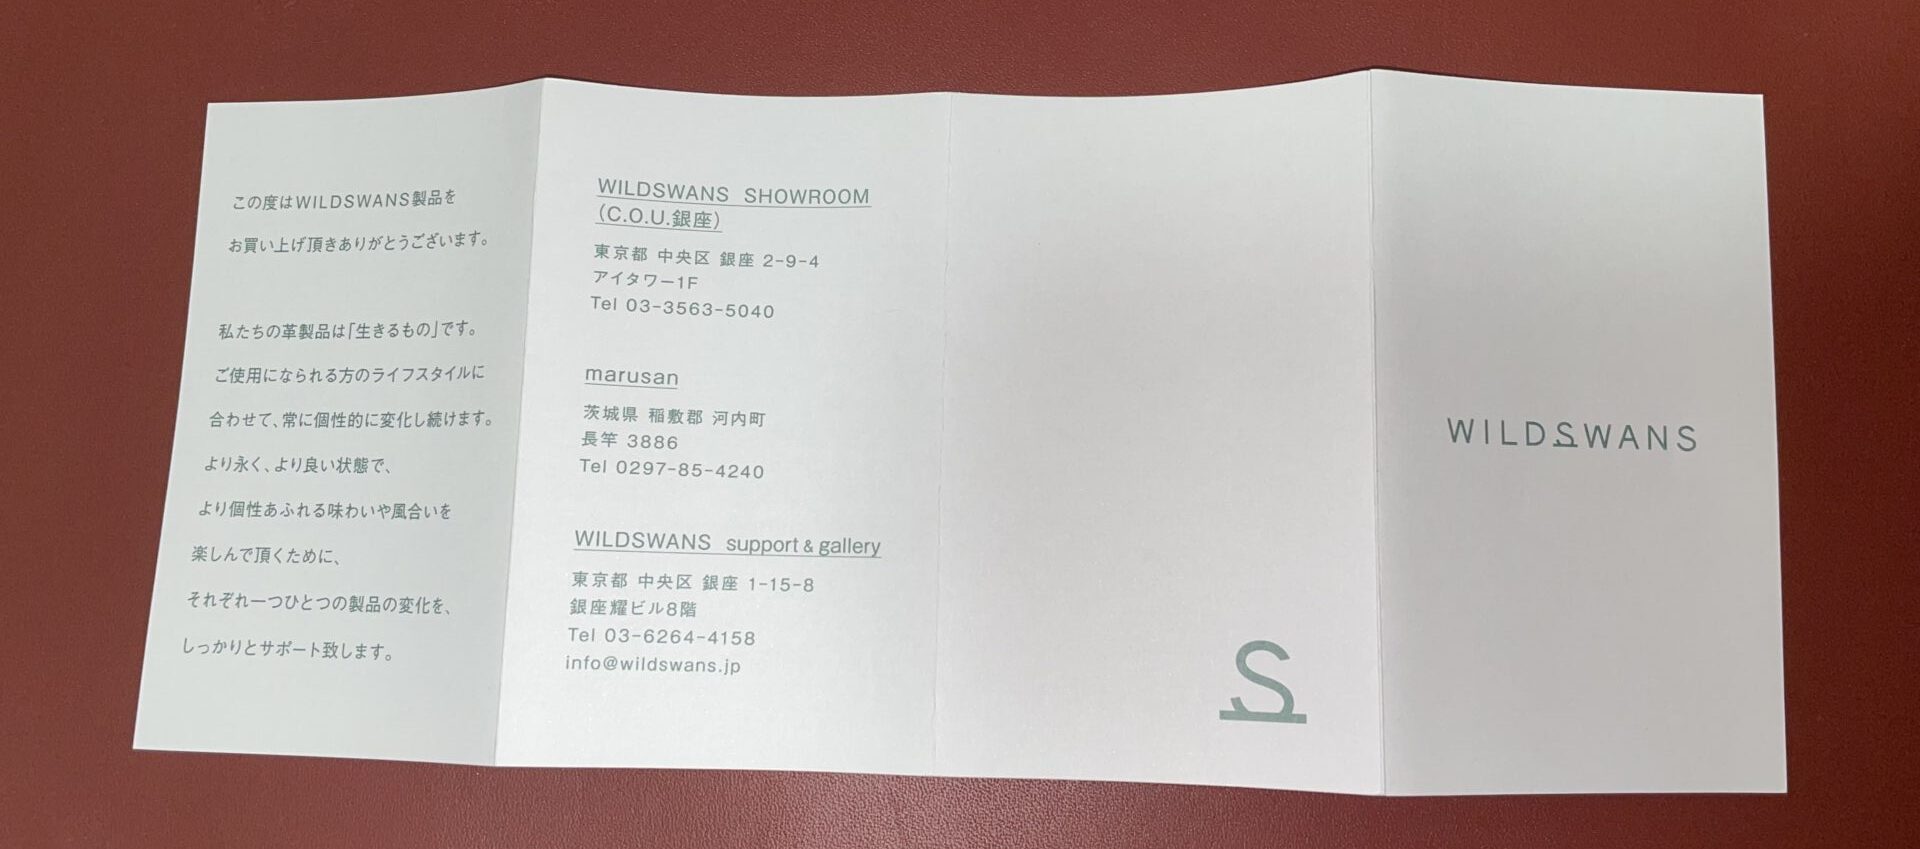 この度はWILDSWANS製品を
お買い上げ頂きありがとうございます。
私たちの革製品は「生きるもの」です。
ご使用になられる方のライフスタイルに
合わせて、常に個性的に変化し続けます。
より永く、より良い状態で、
より個性あふれる味わいや風合いを
楽しんで頂くために、
それぞれ一つひとつの製品の変化を、
しっかりとサポート致します。
WILDSWANS SHOWROOM
(C.O.U.銀座)
東京都 中央区 銀座 2-9-4
アイタワー1F
Tel 03-3563-5040
marusan
茨城県 稲敷郡 河内町
長竿 3886
Tel 0297-85-4240
WILDSWANS support & gallery
東京都 中央区 銀座 1-15-8
銀座耀ビル8階
Tel 03-6264-4158
info@wildswans.jp
S
WILDSWANS